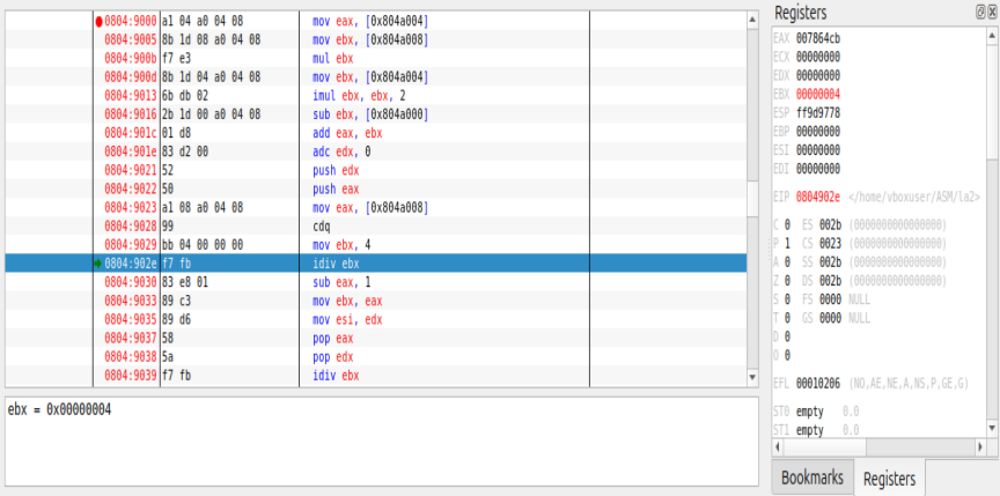 0804:9000 a1 04 a0 04 08 mov eax, [0x804a004]
0804:9005 8b 1d 08 a0 04 08 mov ebx, [0x804a008]
0804:900b f7 e3 mul ebx
0804:900d 8b 1d 04 a0 04 08 mov ebx, [0x804a004]
0804:9013 6b db 02 imul ebx, ebx, 2
0804:9016 2b 1d 00 a0 04 08 sub ebx, [0x804a000]
0804:901c 01 d8 add eax, ebx
0804:901e 83 d2 00 adc edx, 0
0804:9021 52 push edx
0804:9022 50 push eax
0804:9023 a1 08 a0 04 08 mov eax, [0x804a008]
0804:9028 99 cdq
0804:9029 bb 04 00 00 00 mov ebx, 4
0804:902e f7 fb idiv ebx
0804:9030 83 e8 01 sub eax, 1
0804:9033 89 c3 mov ebx, eax
0804:9035 89 d6 mov esi, edx
0804:9037 58 pop eax
0804:9038 5a pop edx
0804:9039 f7 fb idiv ebx
ebx = 0x00000004
Registers
EAX 007864cb
ECX 00000000
EDX 00000000
EBX 00000004
ESP ff9d9778
EBP 00000000
ESI 00000000
EDI 00000000
EIP 0804902e </home/vboxuser/ASM/la2>
C 0 ES 002b (0000000000000000)
P 1 CS 0023 (0000000000000000)
A 0 SS 002b (0000000000000000)
Z 0 DS 002b (0000000000000000)
S 0 FS 0000 NULL
T 0 GS 0000 NULL
D 0
O 0
EFL 00010206 (NO,AE,NE,A,NS,P,GE,G)
ST0 empty 0.0
ST1 empty 0.0
Bookmarks Registers